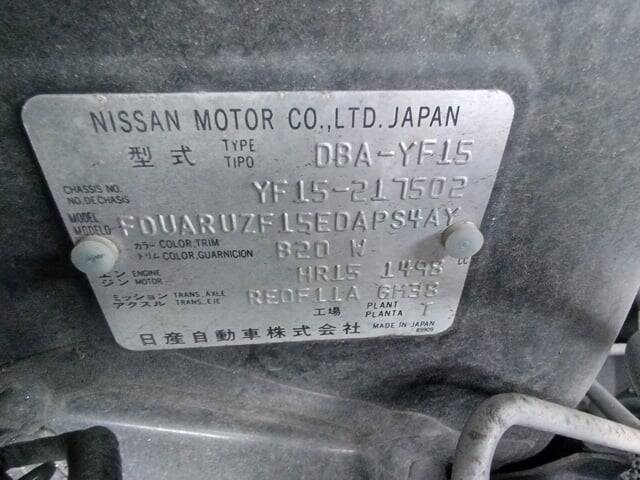 NISSAN MOTOR CO.,LTD. JAPAN
型式 TYPE TIPO DBA-YF15
CHASSIS NO. NO.DECHASIS YF15-217502
MODEL MODELO FDUARUZF15EDAPS4AY
カラー COLOR,TRIM トリム COLOR,GUARNICION B20 W
エンジン ENGINE MOTOR HR15 1498 CC
ミッション TRANS.,AXLE アクスル TRANS.,EJE RE0F11A GH38
工場 PLANT PLANTA T
日産自動車株式会社 MADE IN JAPAN